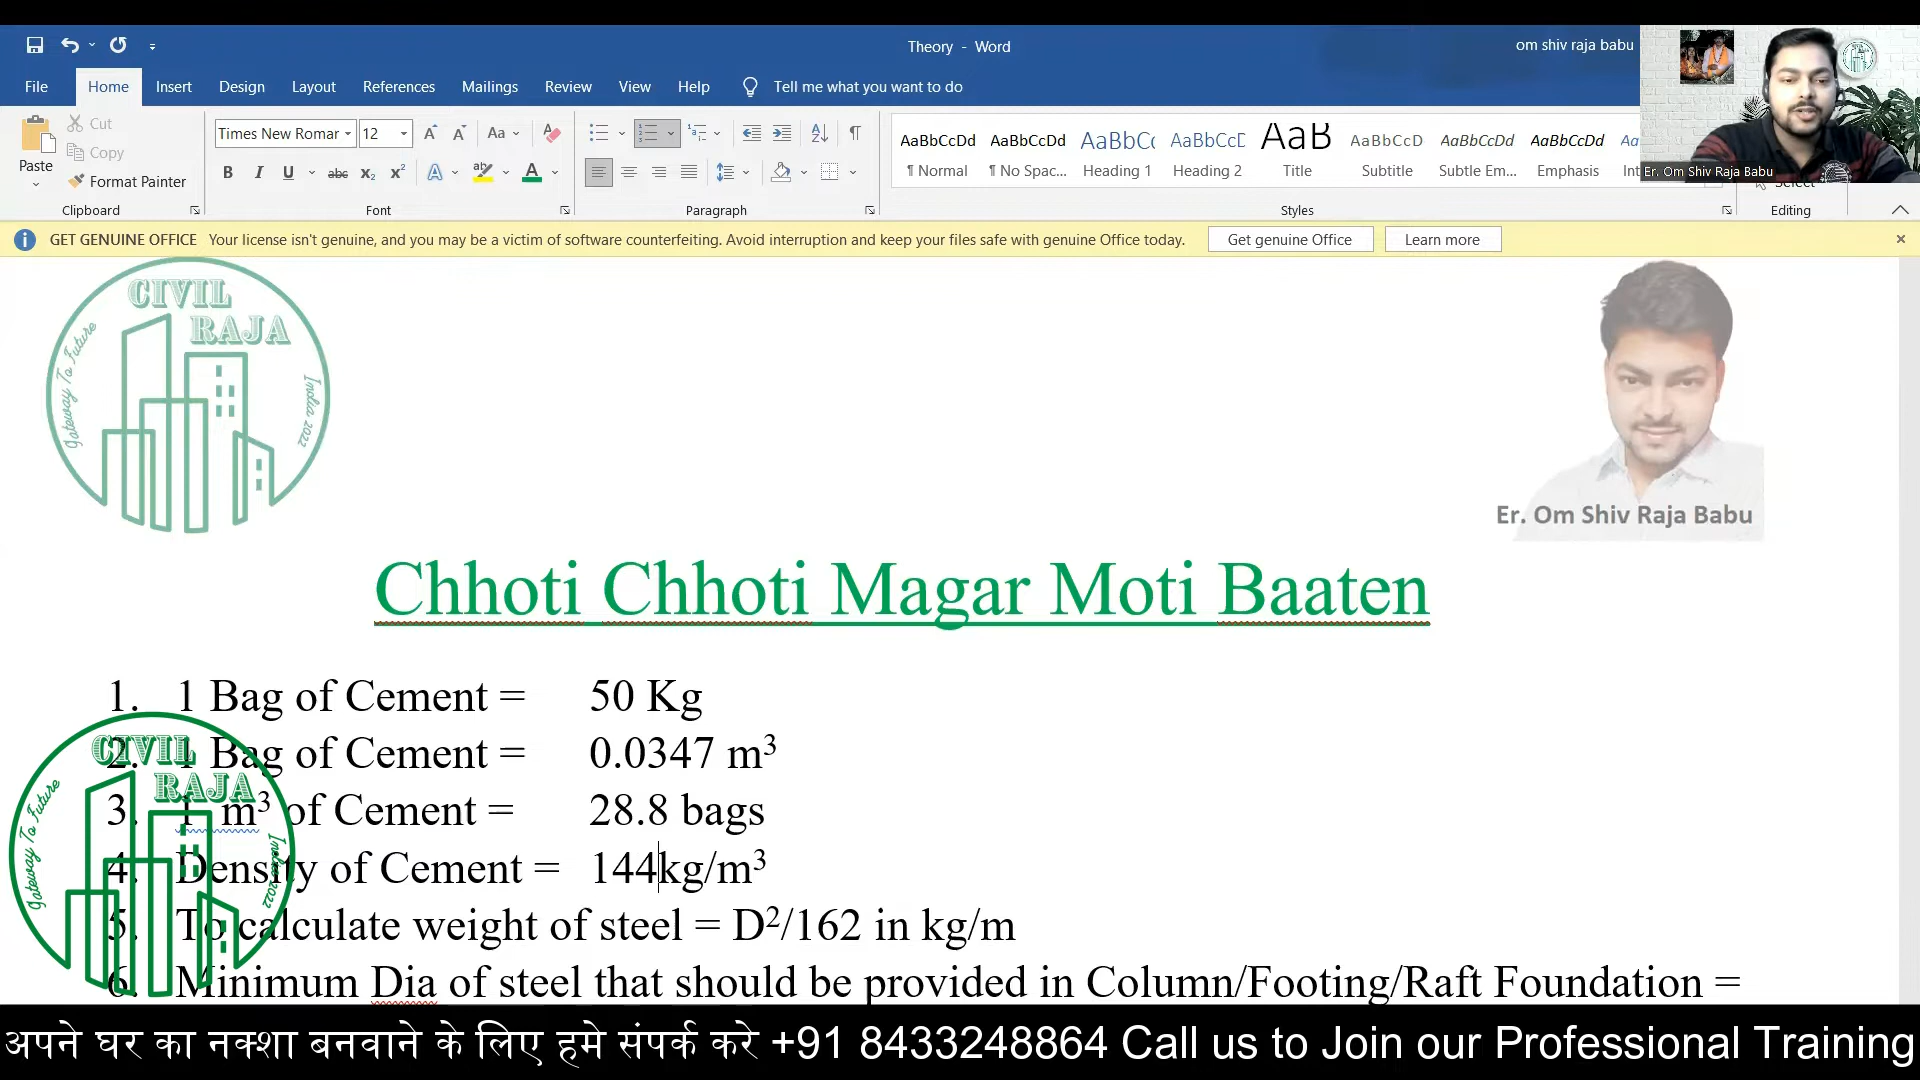 Theory - Word
om shiv raja babu
File Home Insert Design Layout References Mailings Review View Help Tell me what you want to do
Paste
Cut
Copy
Format Painter
Clipboard
Times New Romar 12
Font
Paragraph
AaBbCcDd
¶ Normal
AaBbCcDd
¶ No Spac...
AaBbCc
Heading 1
AaBbCcD
Heading 2
AaB
Title
AaBbCcD
Subtitle
AaBbCcDd
Subtle Em...
AaBbCcDd
Emphasis
Styles
Select
Editing
Er. Om Shiv Raja Babu
GET GENUINE OFFICE Your license isn't genuine, and you may be a victim of software counterfeiting. Avoid interruption and keep your files safe with genuine Office today. Get genuine Office Learn more
CIVIL
RAJA
Gateway To Future
India 2022
Er. Om Shiv Raja Babu
Chhoti Chhoti Magar Moti Baaten
1. 1 Bag of Cement = 50 Kg
2. 1 Bag of Cement = 0.0347 m³
3. 1 m³ of Cement = 28.8 bags
4. Density of Cement = 144kg/m³
5. To calculate weight of steel = D²/162 in kg/m
6. Minimum Dia of steel that should be provided in Column/Footing/Raft Foundation =
CIVIL
RAJA
Gateway To Future
India 2022
अपने घर का नक्शा बनवाने के लिए हमे संपर्क करे +91 8433248864 Call us to Join our Professional Training